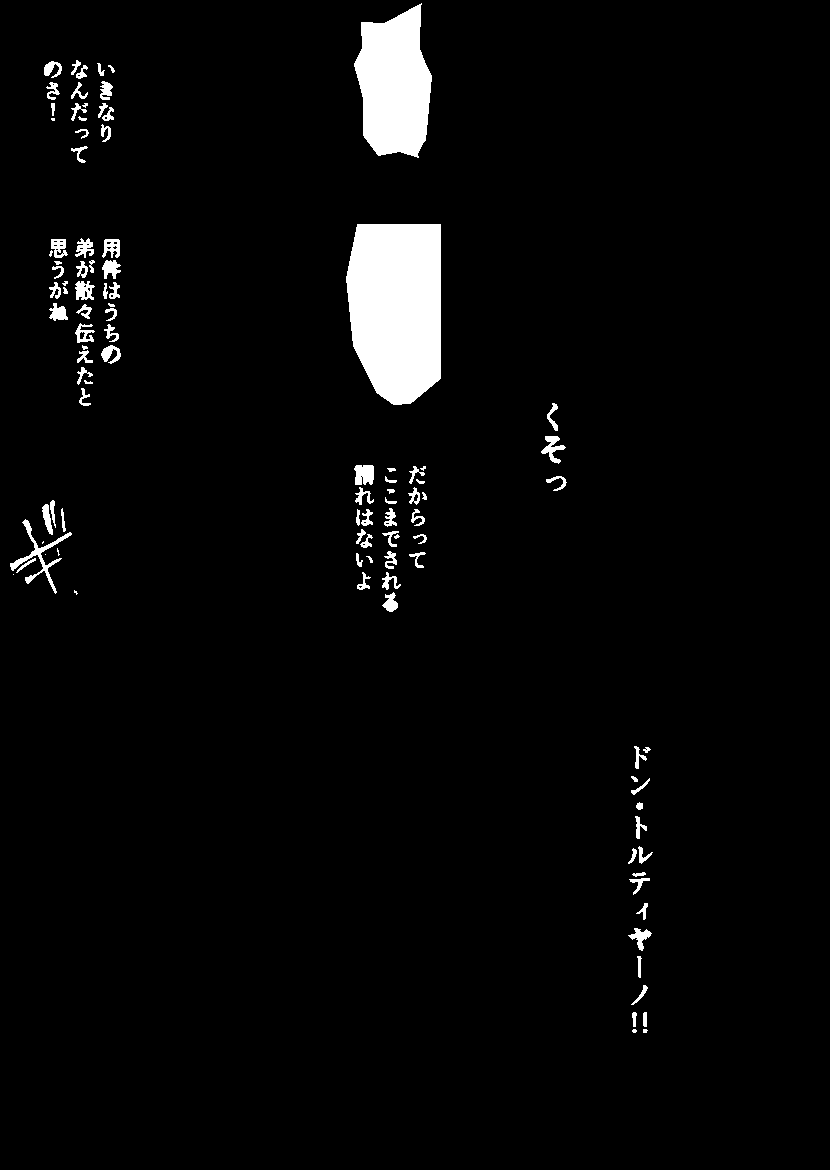 ドン・トルティヤーノ!!
くそっ
だからって
ここまでされる
謂れはないよ
いきなり
なんだって
のさ!
用件はうちの
弟が散々伝えたと
思うがね
ギ